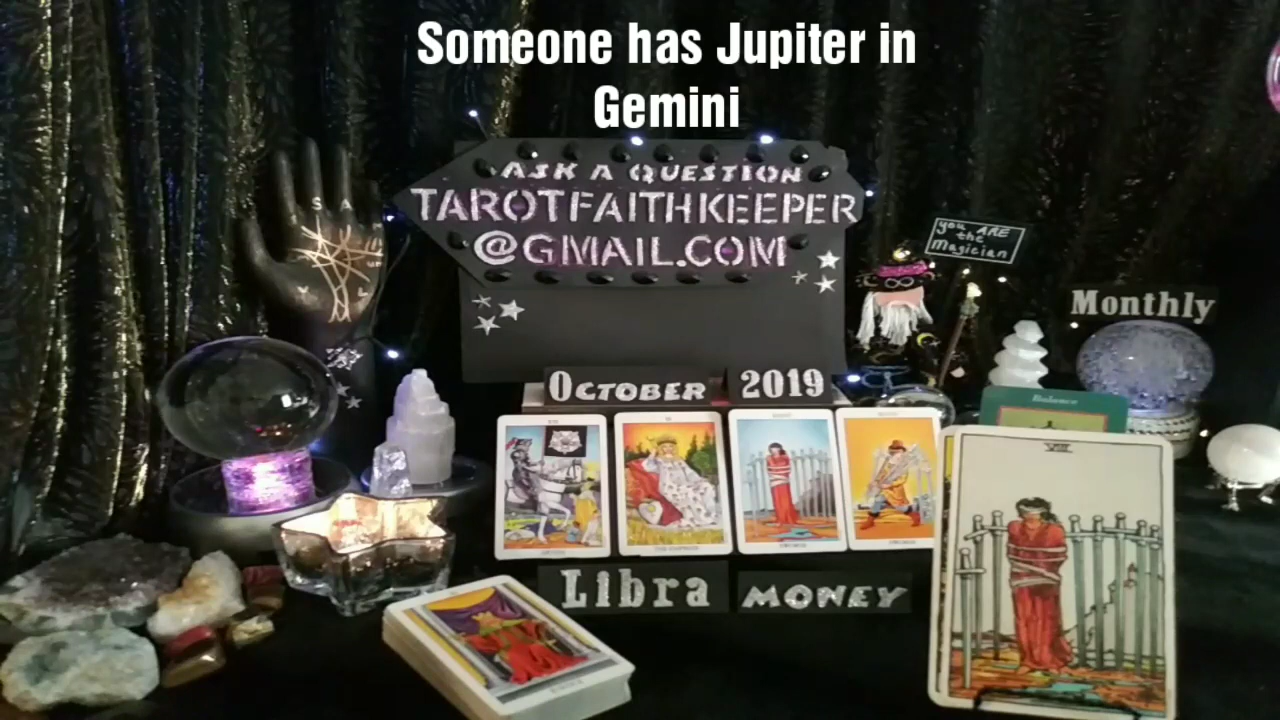 Someone has Jupiter in
Gemini
ASK A QUESTION
TAROTFAITHKEEPER
@GMAIL.COM
you ARE
the
Magician
Monthly
OCTOBER 2019
Balance
VIII
Libra MONEY